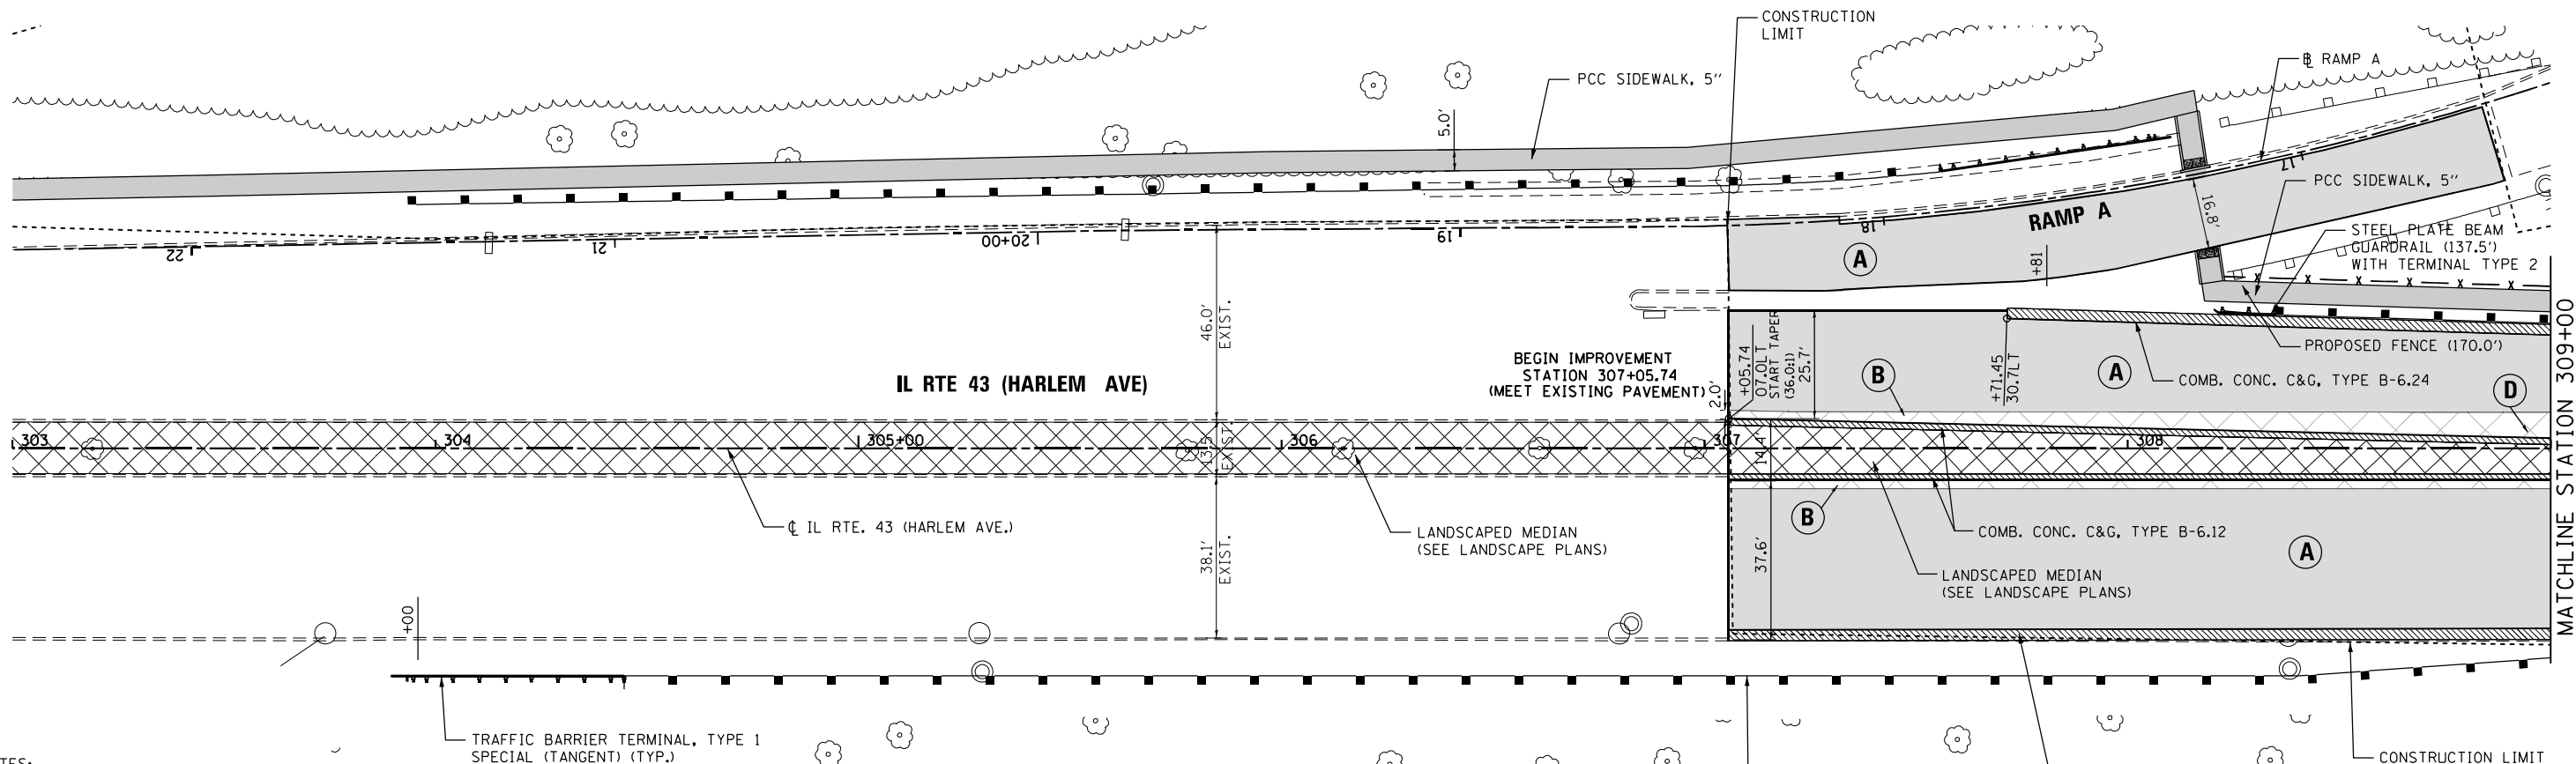 CONSTRUCTION
LIMIT
PCC SIDEWALK, 5"
RAMP A
5.0'
17
PCC SIDEWALK, 5"
16.8'
RAMP A
18
19
20+00
21
22
STEEL PLATE BEAM
GUARDRAIL (137.5')
WITH TERMINAL TYPE 2
A
+81
46.0'
EXIST.
BEGIN IMPROVEMENT
STATION 307+05.74
(MEET EXISTING PAVEMENT)
2.0'
+05.74
07.0LT
START TAPER
(36.0:1)
25.7'
+71.45
30.7LT
PROPOSED FENCE (170.0')
COMB. CONC. C&G, TYPE B-6.24
IL RTE 43 (HARLEM AVE)
B
A
D
MATCHLINE STATION 309+00
303
304
305+00
306
307
308
13.5'
EXIST.
14.4'
℄ IL RTE. 43 (HARLEM AVE.)
LANDSCAPED MEDIAN
(SEE LANDSCAPE PLANS)
B
COMB. CONC. C&G, TYPE B-6.12
A
38.1'
EXIST.
37.6'
LANDSCAPED MEDIAN
(SEE LANDSCAPE PLANS)
+00
TRAFFIC BARRIER TERMINAL, TYPE 1
SPECIAL (TANGENT) (TYP.)
CONSTRUCTION LIMIT